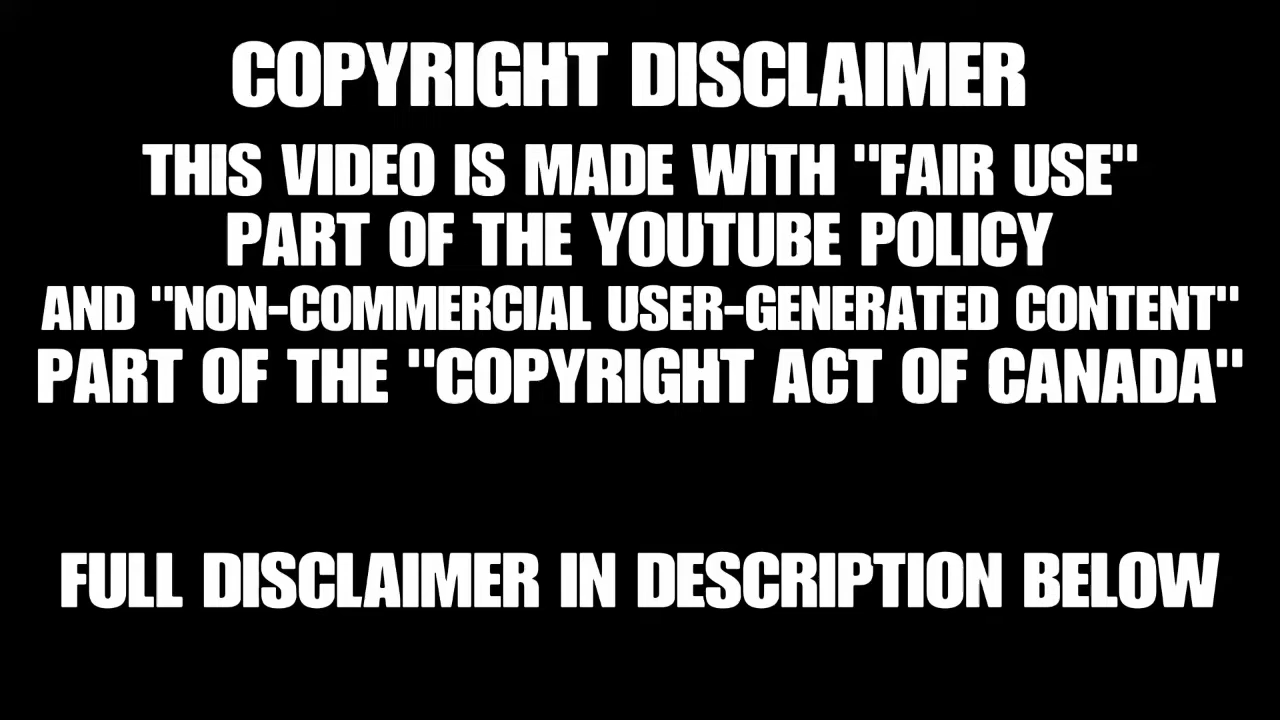 COPYRIGHT DISCLAIMER
THIS VIDEO IS MADE WITH "FAIR USE"
PART OF THE YOUTUBE POLICY
AND "NON-COMMERCIAL USER-GENERATED CONTENT"
PART OF THE "COPYRIGHT ACT OF CANADA"
FULL DISCLAIMER IN DESCRIPTION BELOW